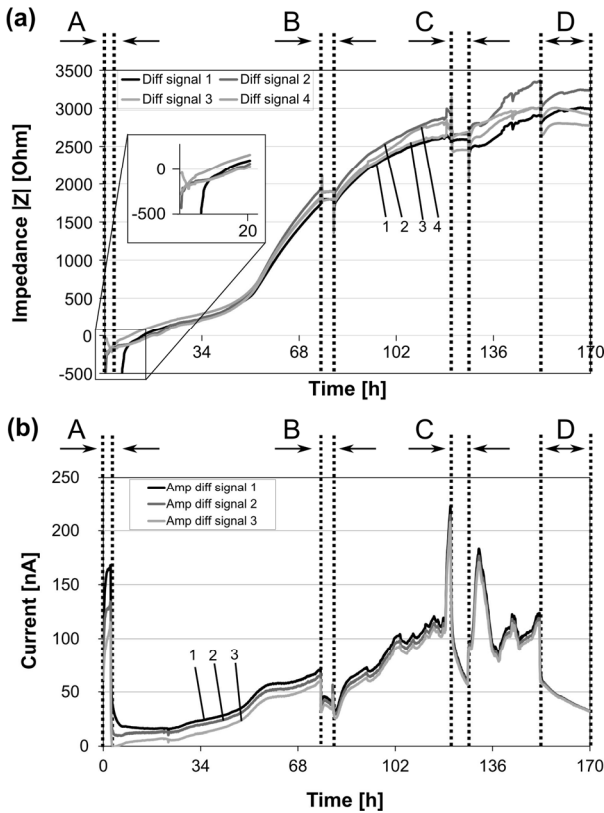 (a)
A B C D
3500
3000
2500
2000
1500
1000
500
0
-500
Impedance |Z| [Ohm]
Diff signal 1 Diff signal 2
Diff signal 3 Diff signal 4
0
-500
20
1 2 3 4
34 68 102 136 170
Time [h]
(b)
A B C D
250
200
150
100
50
0
Current [nA]
Amp diff signal 1
Amp diff signal 2
Amp diff signal 3
1 2 3
0 34 68 102 136 170
Time [h]